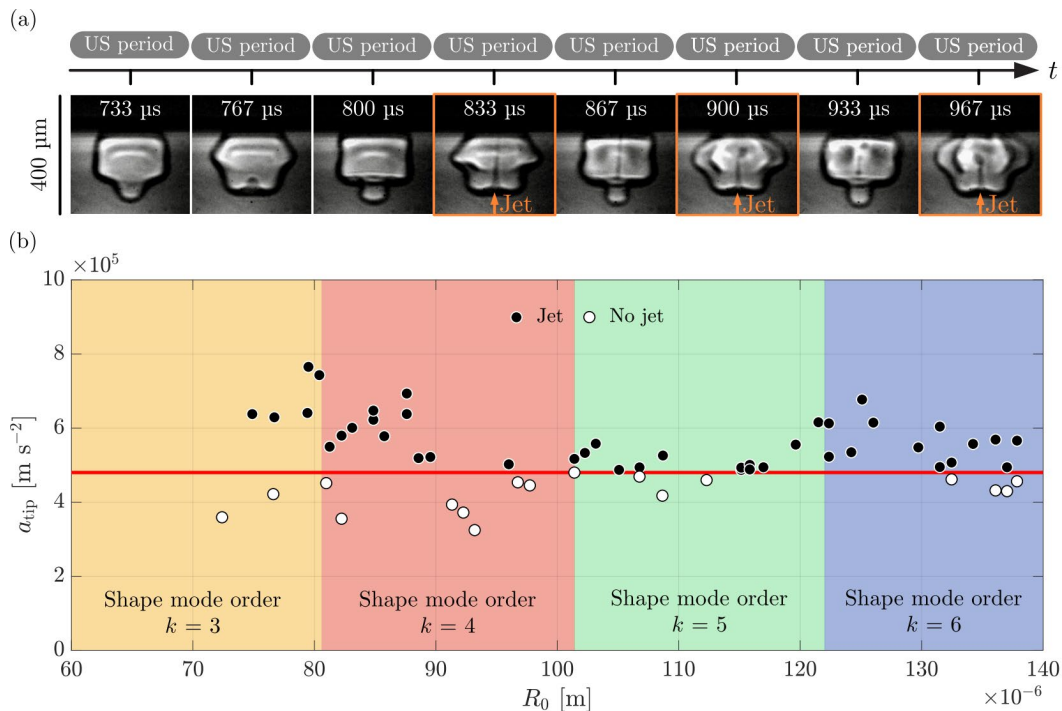 (a)
US period US period US period US period US period US period US period US period
t
733 µs 767 µs 800 µs 833 µs 867 µs 900 µs 933 µs 967 µs
400 µm
Jet Jet Jet
(b)
×10⁵
10
8
6
4
2
0
a_tip [m s⁻²]
Jet No jet
Shape mode order Shape mode order Shape mode order Shape mode order
k = 3 k = 4 k = 5 k = 6
60 70 80 90 100 110 120 130 140
R₀ [m]
×10⁻⁶